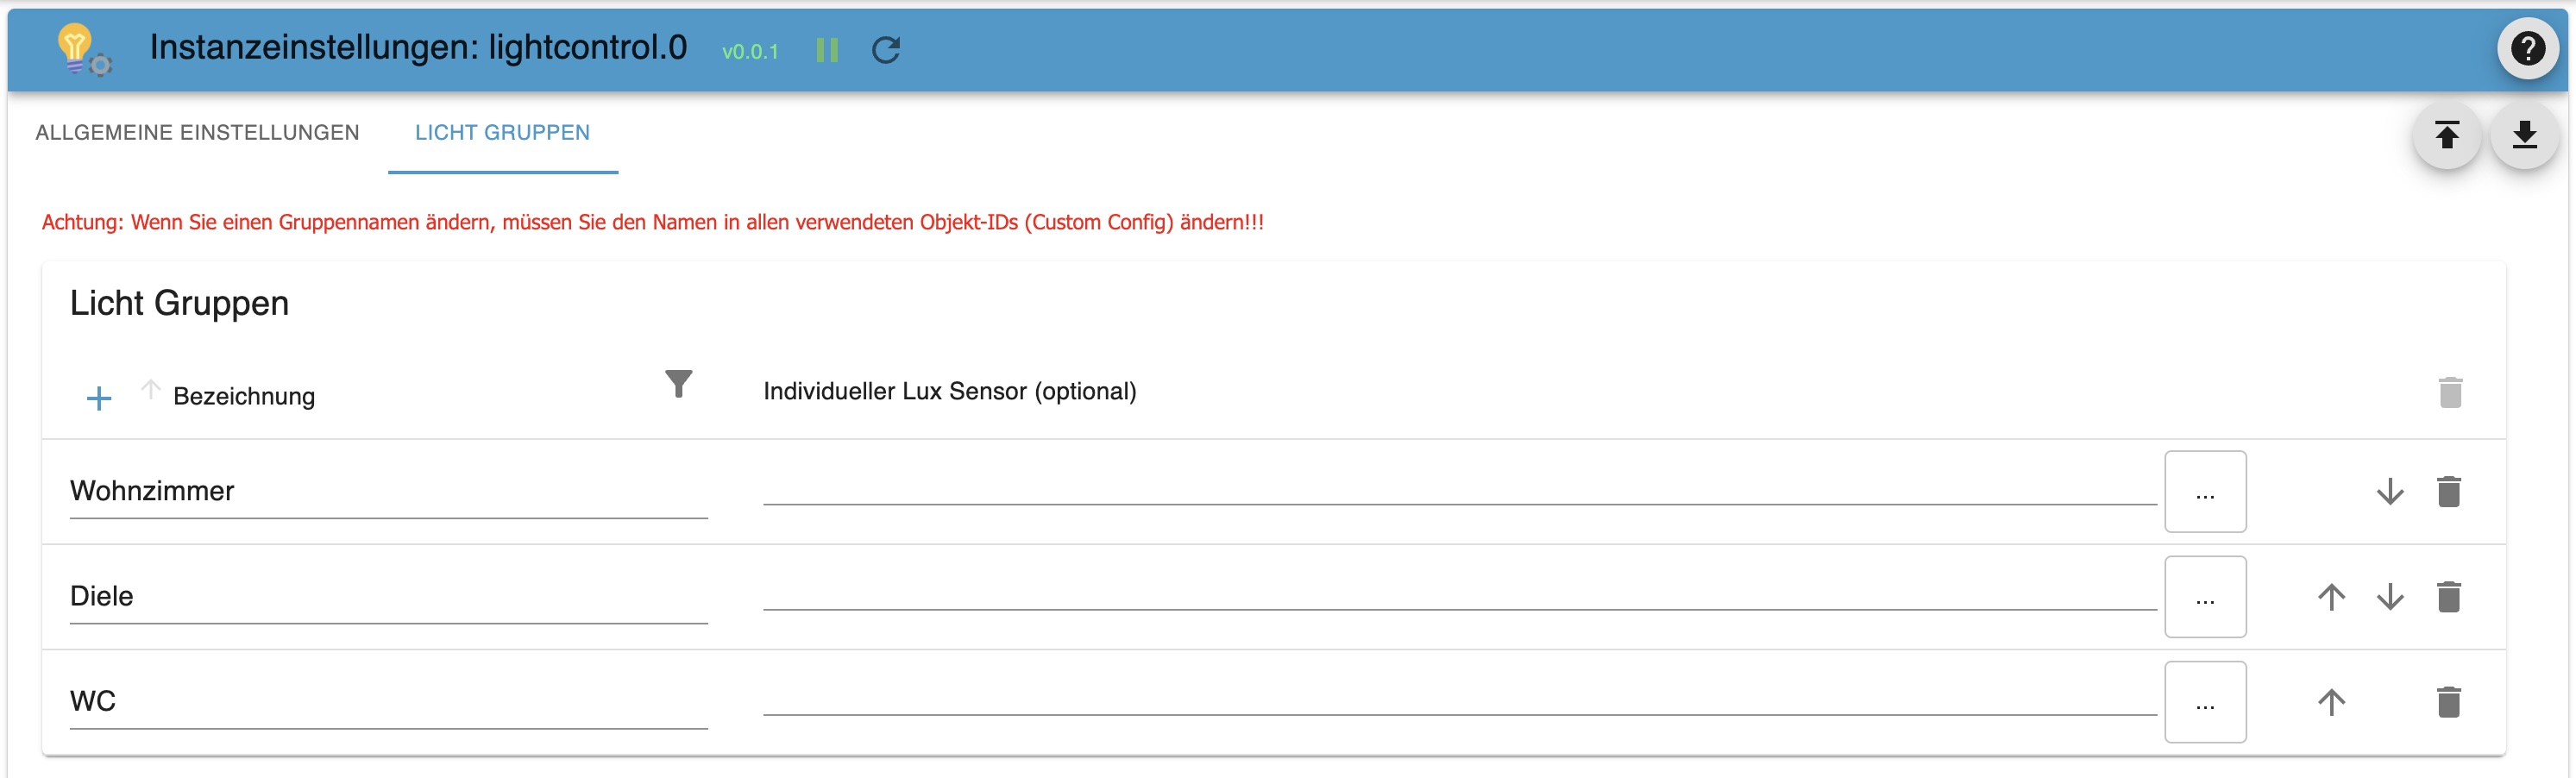 Instanzeinstellungen: lightcontrol.0 v0.0.1
ALLGEMEINE EINSTELLUNGEN LICHT GRUPPEN
Achtung: Wenn Sie einen Gruppennamen ändern, müssen Sie den Namen in allen verwendeten Objekt-IDs (Custom Config) ändern!!!
Licht Gruppen
Bezeichnung Individueller Lux Sensor (optional)
Wohnzimmer ...
Diele ...
WC ...